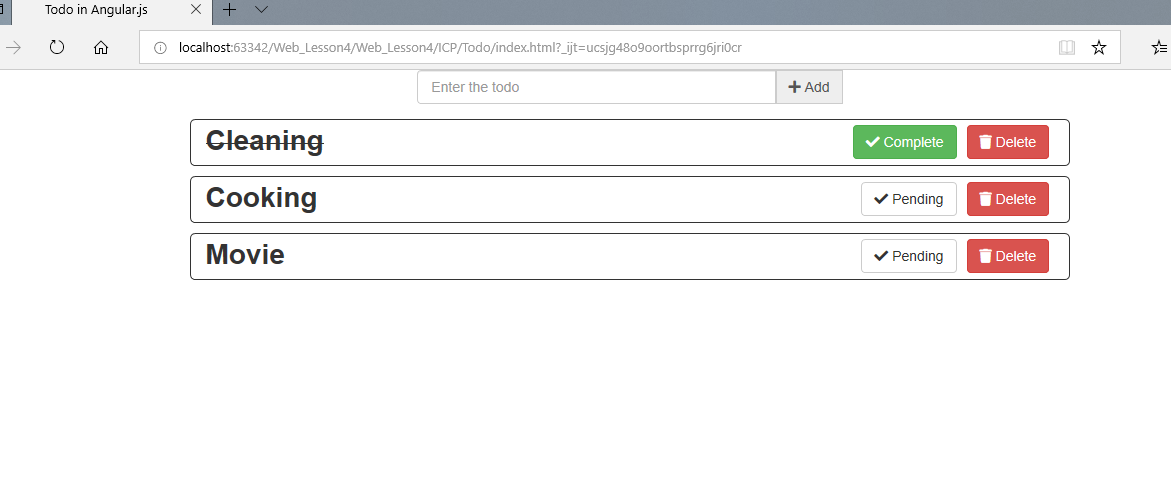 Todo in Angular.js
localhost:63342/Web_Lesson4/Web_Lesson4/ICP/Todo/index.html?_ijt=ucsjg48o9oortbsprrg6jri0cr
Enter the todo Add
Cleaning Complete Delete
Cooking Pending Delete
Movie Pending Delete